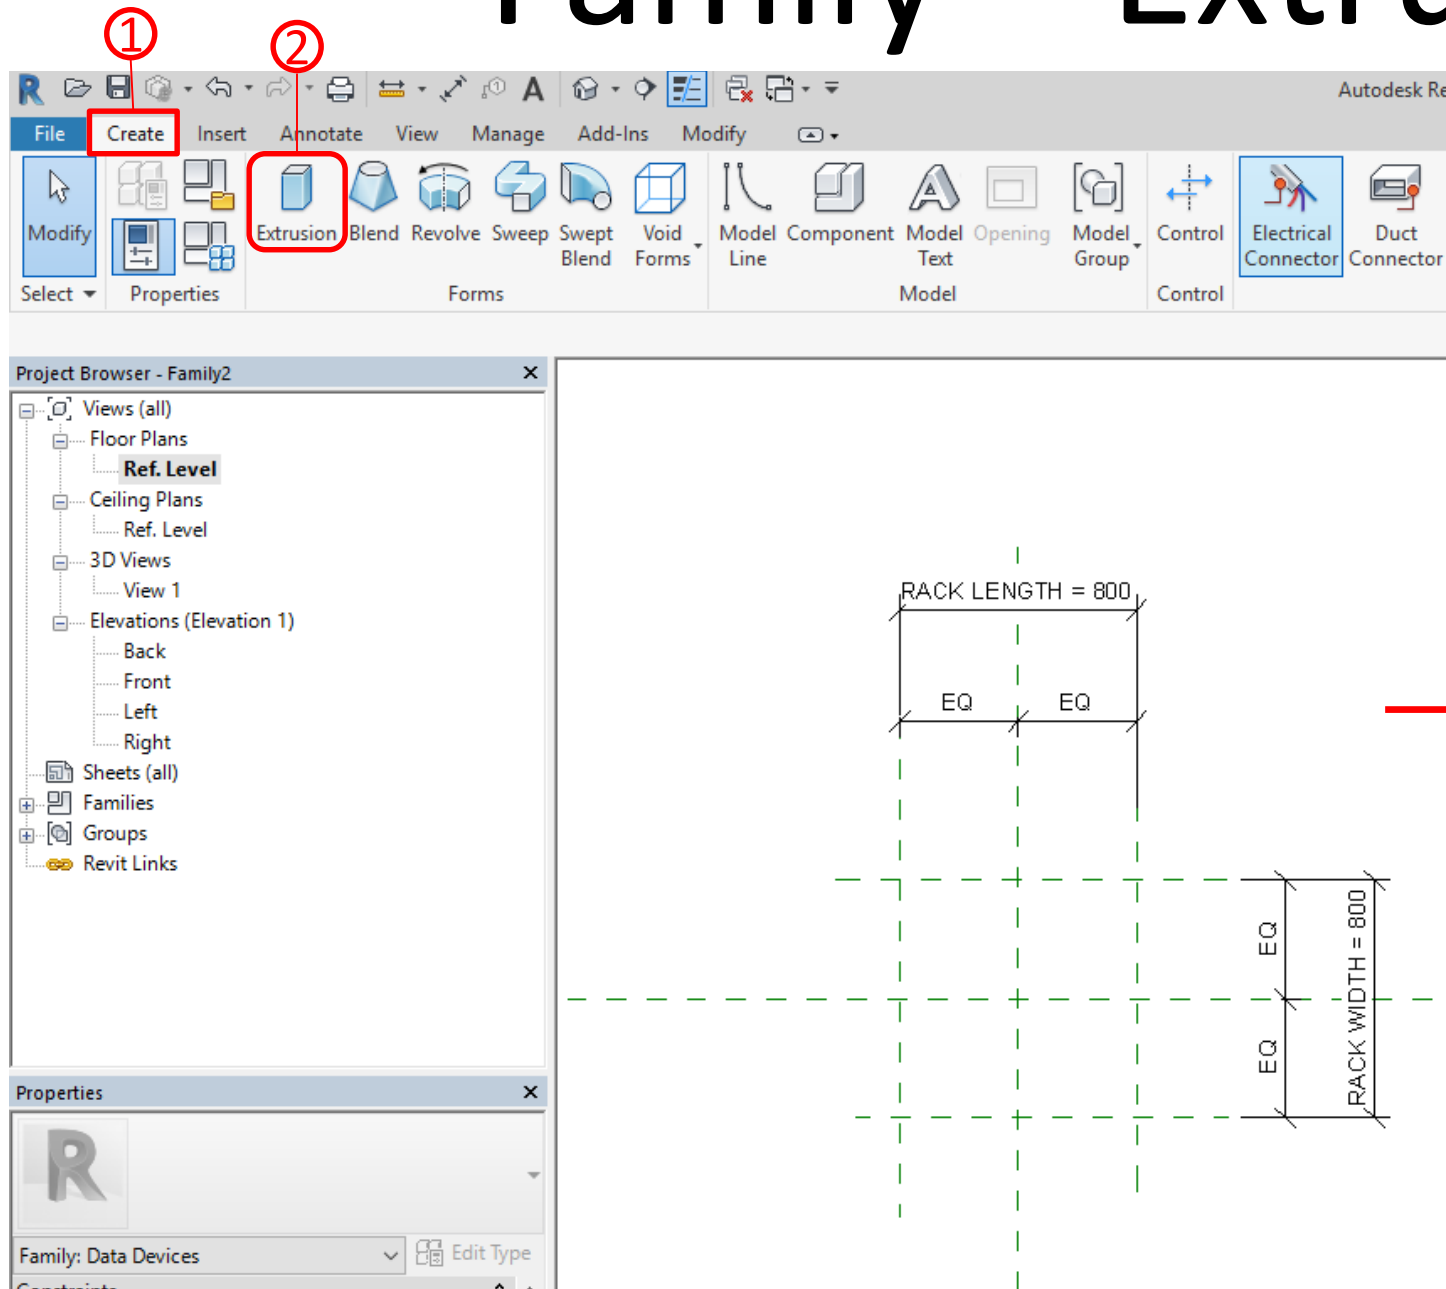 Family
1
2
Autodesk Re
File Create Insert Annotate View Manage Add-Ins Modify
Modify Extrusion Blend Revolve Sweep Swept Blend Void Forms Model Line Component Model Text Opening Model Group Control Electrical Connector Duct Connector
Select Properties Forms Model Control
Project Browser - Family2
Views (all)
Floor Plans
Ref. Level
Ceiling Plans
Ref. Level
3D Views
View 1
Elevations (Elevation 1)
Back
Front
Left
Right
Sheets (all)
Families
Groups
Revit Links
RACK LENGTH = 800
EQ EQ
EQ
EQ
RACK WIDTH = 800
Properties
Family: Data Devices
Edit Type
Constraints